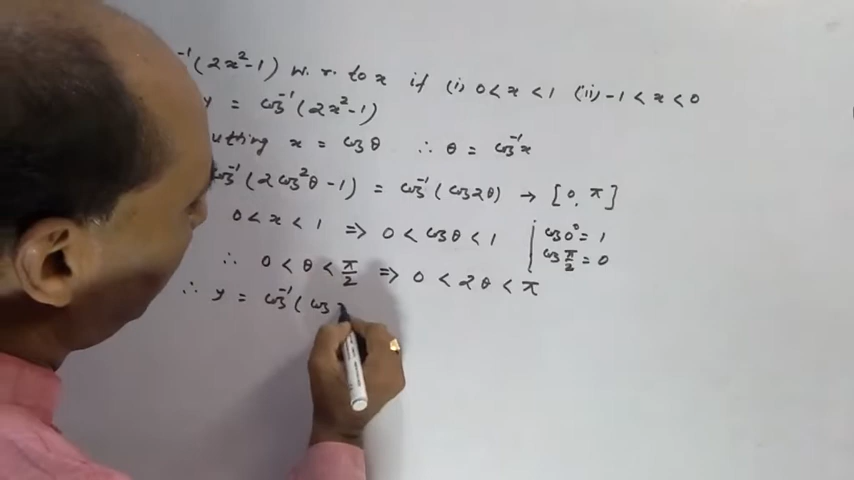 ⁻¹(2x²-1) w.r.to x if (i) 0<x<1 (ii) -1<x<0
y = cos⁻¹(2x²-1)
utting x = cosθ ∴ θ = cos⁻¹x
cos⁻¹(2cos²θ-1) = cos⁻¹(cos2θ) → [0, π]
0<x<1 => 0<cosθ<1 | cos0° = 1
cos π/2 = 0
∴ 0<θ<π/2 => 0<2θ<π
∴ y = cos⁻¹(cos